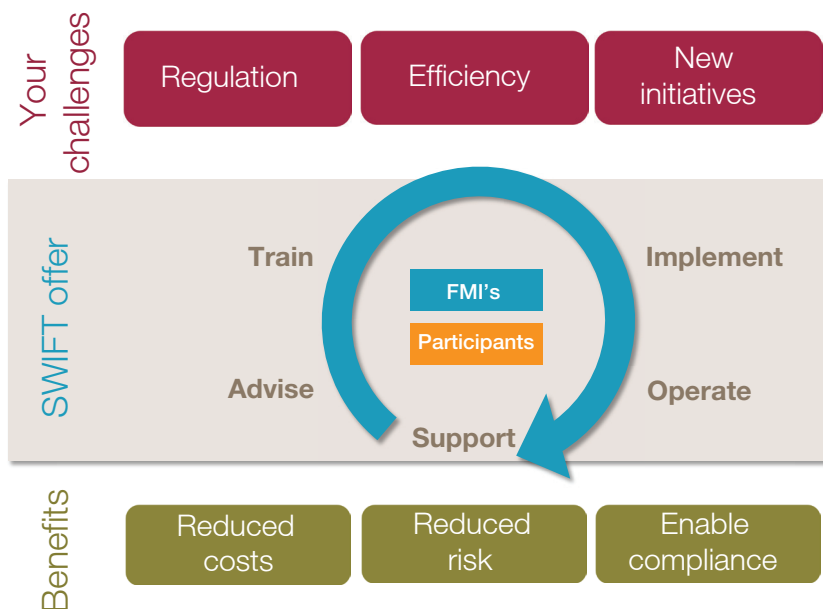 Your
challenges
Regulation
Efficiency
New
initiatives
SWIFT offer
Train
Implement
FMI's
Participants
Advise
Operate
Support
Benefits
Reduced
costs
Reduced
risk
Enable
compliance